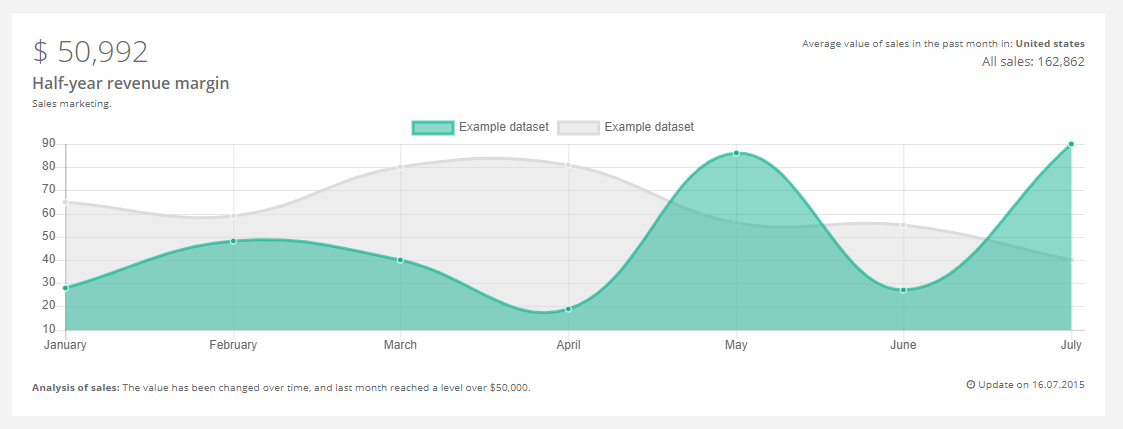 $ 50,992
Average value of sales in the past month in: United states
All sales: 162,862
Half-year revenue margin
Sales marketing.
Example dataset Example dataset
90
80
70
60
50
40
30
20
10
January February March April May June July
Analysis of sales: The value has been changed over time, and last month reached a level over $50,000.
Update on 16.07.2015